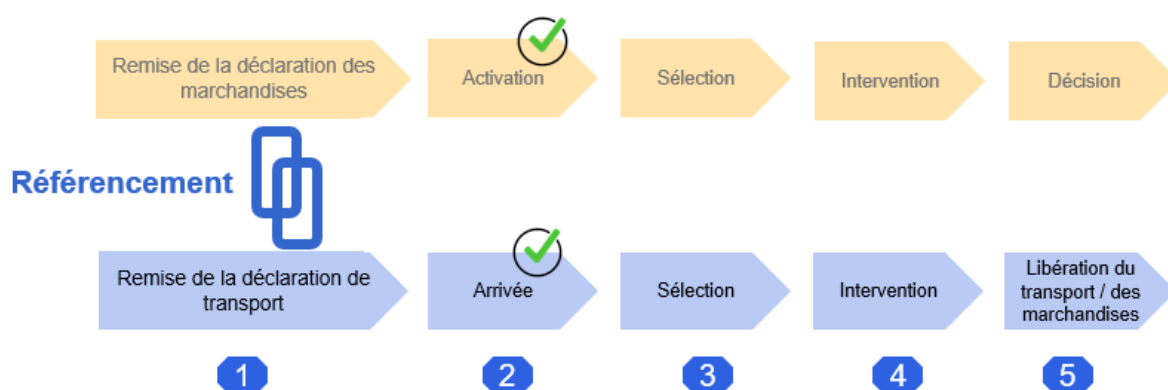 Remise de la déclaration des
marchandises
Activation
Sélection
Intervention
Décision
Référencement
Remise de la déclaration de
transport
Arrivée
Sélection
Intervention
Libération du
transport / des
marchandises
1
2
3
4
5